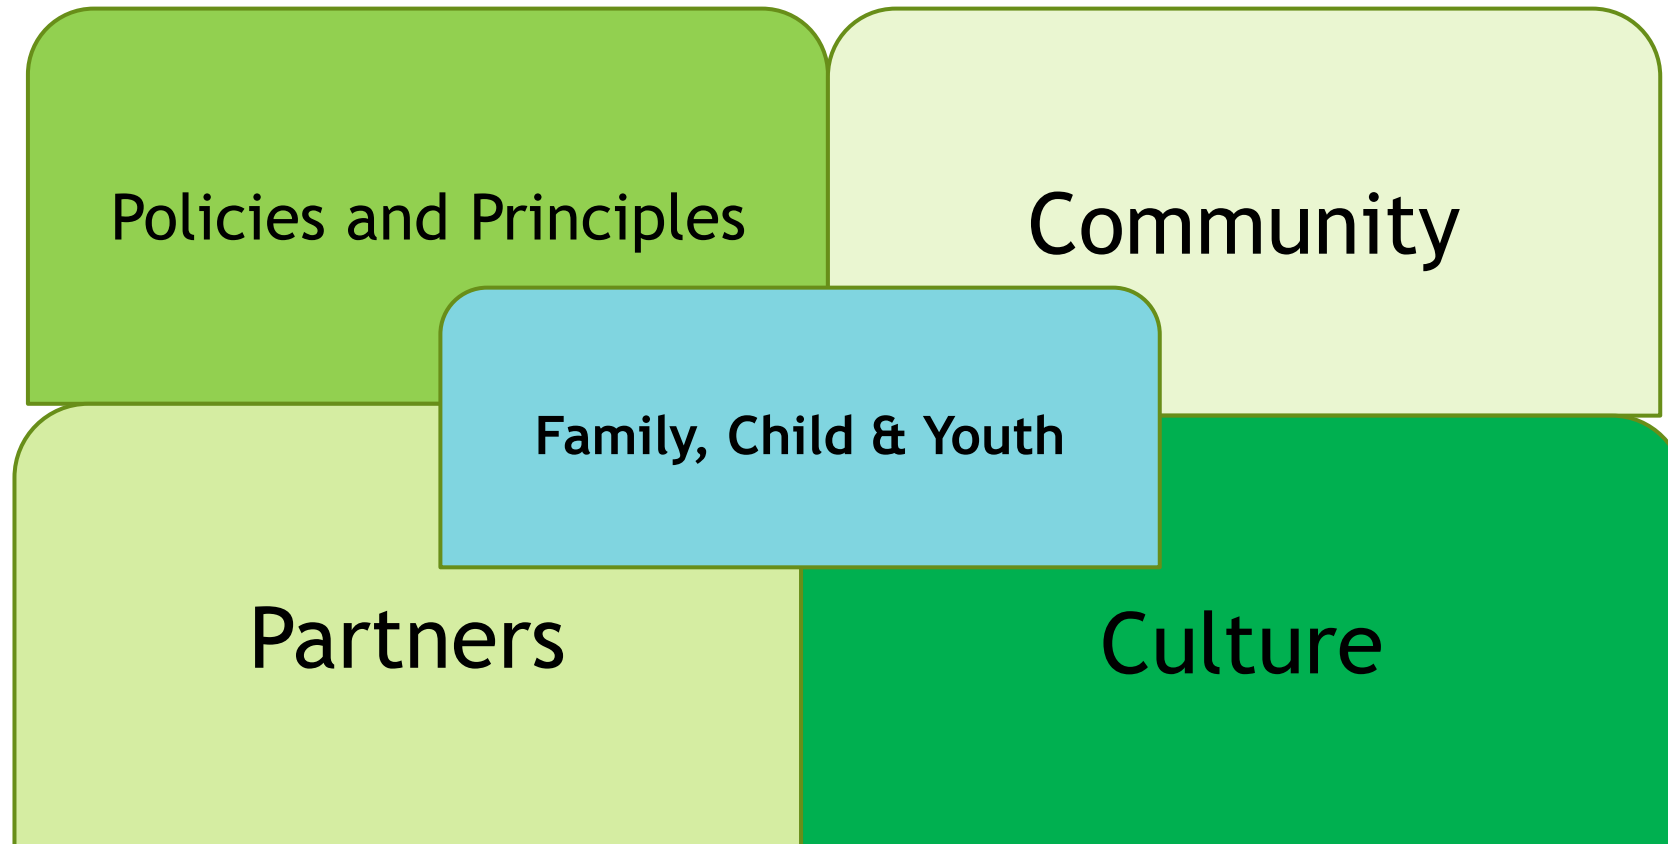 Policies and Principles
Community
Family, Child & Youth
Partners
Culture